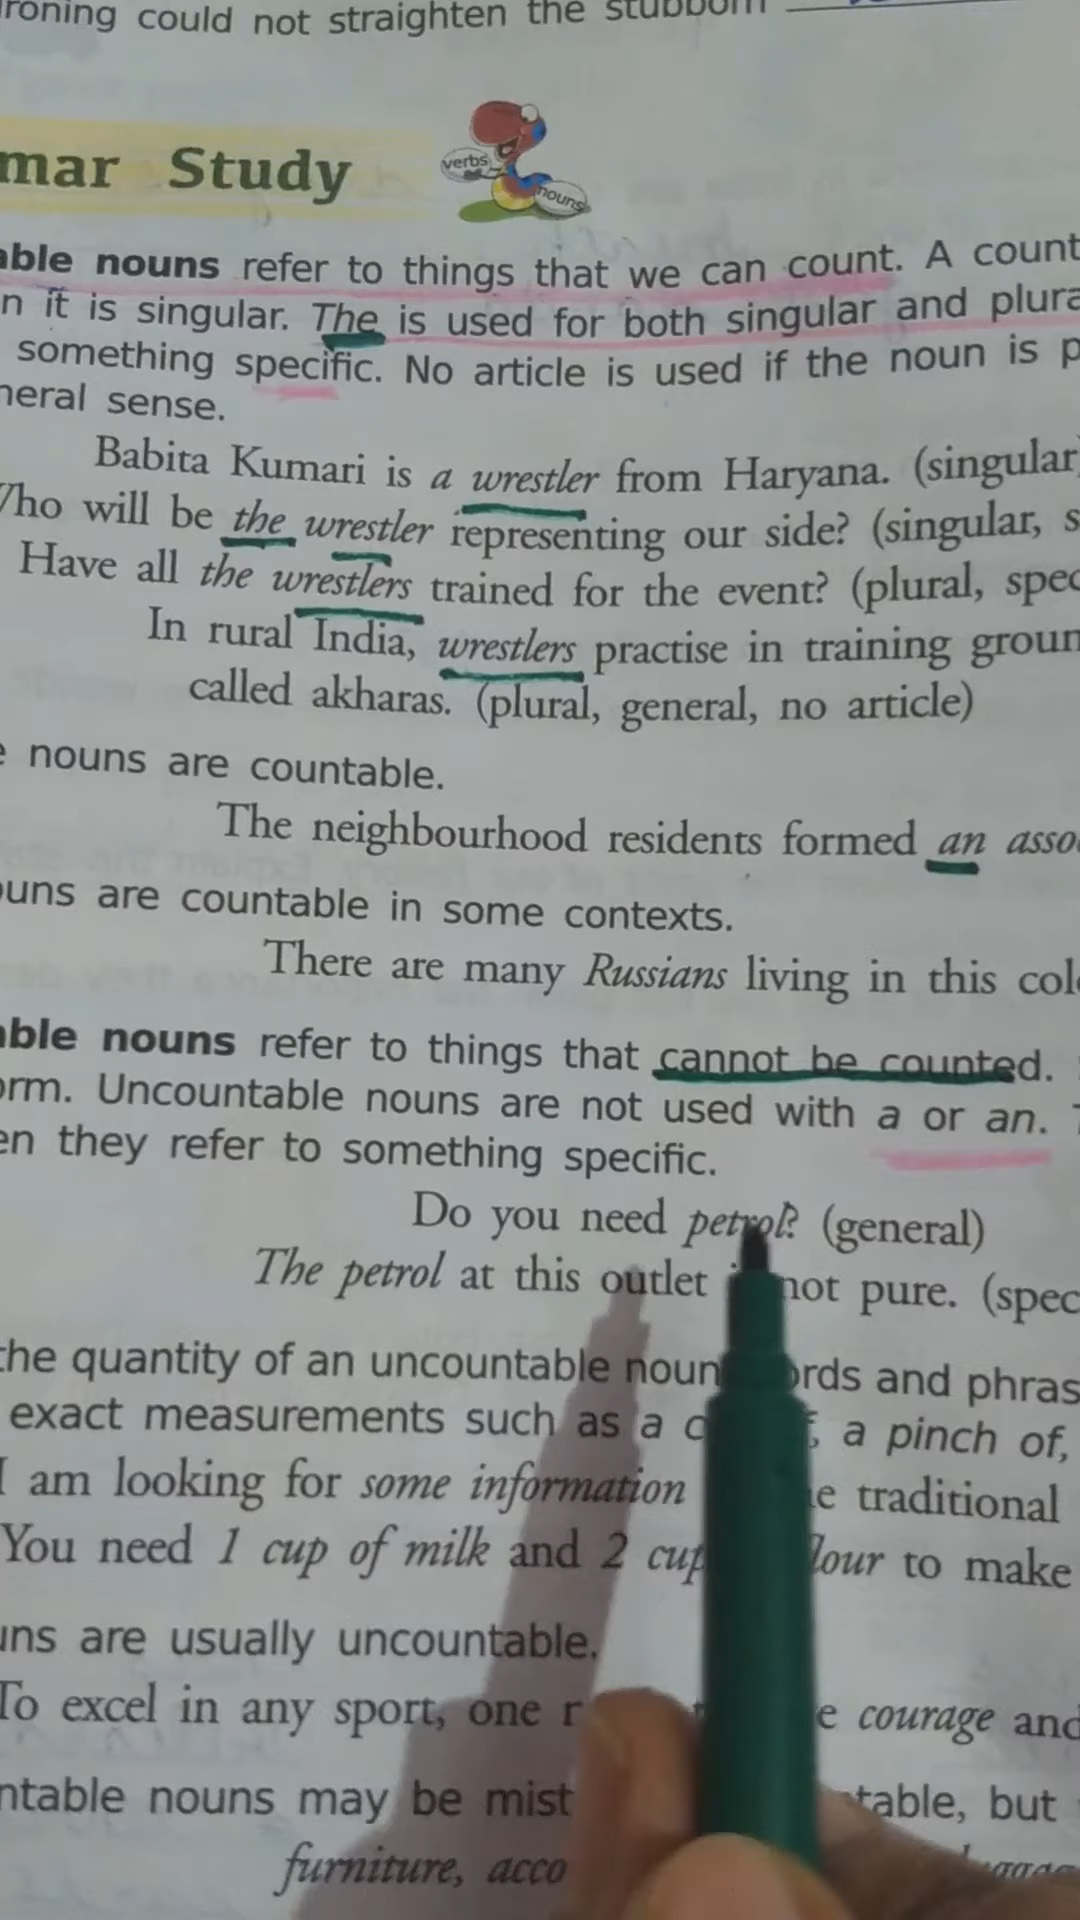 ironing could not straighten the stubborn
mar Study
verbs
nouns
able nouns refer to things that we can count. A count
n it is singular. The is used for both singular and plura
something specific. No article is used if the noun is p
neral sense.
Babita Kumari is a wrestler from Haryana. (singular)
Who will be the wrestler representing our side? (singular, s
Have all the wrestlers trained for the event? (plural, spec
In rural India, wrestlers practise in training groun
called akharas. (plural, general, no article)
e nouns are countable.
The neighbourhood residents formed an asso
ouns are countable in some contexts.
There are many Russians living in this col
able nouns refer to things that cannot be counted.
orm. Uncountable nouns are not used with a or an. T
en they refer to something specific.
Do you need petrol? (general)
The petrol at this outlet not pure. (spec
the quantity of an uncountable noun ords and phras
exact measurements such as a c f, a pinch of,
I am looking for some information e traditional
You need 1 cup of milk and 2 cup lour to make
uns are usually uncountable.
To excel in any sport, one r e courage and
ntable nouns may be mist table, but
furniture, acco